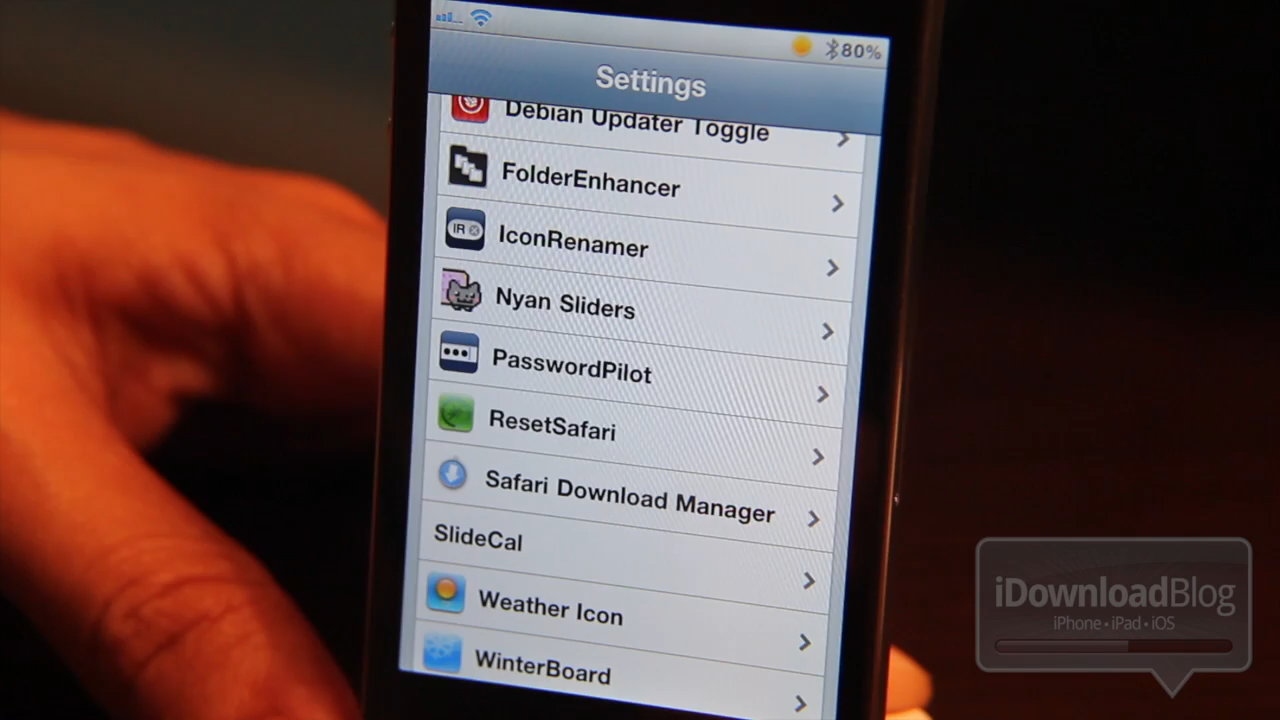 80%
Settings
Debian Updater Toggle
FolderEnhancer
IR
IconRenamer
Nyan Sliders
PasswordPilot
ResetSafari
Safari Download Manager
SlideCal
Weather Icon
WinterBoard
iDownloadBlog
iPhone • iPad • iOS